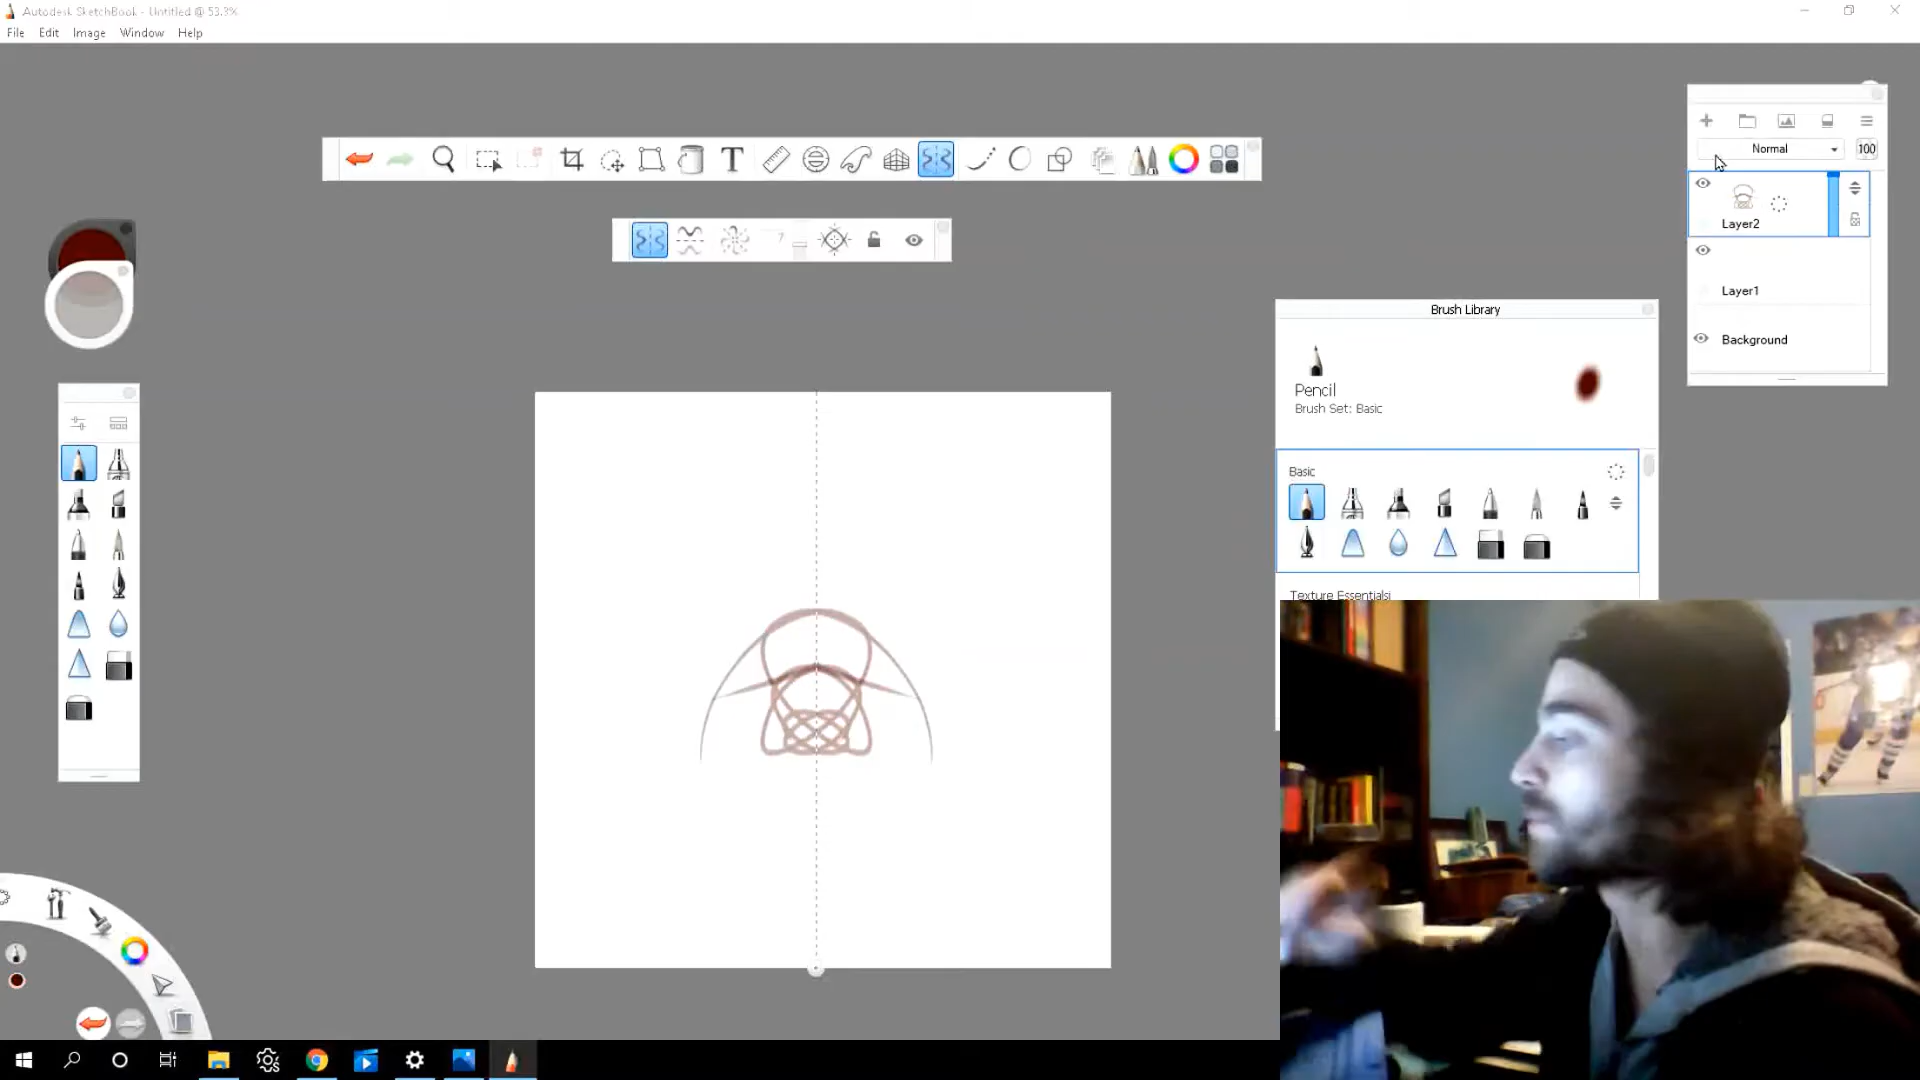 Autodesk SketchBook - Untitled @ 53.3%
File Edit Image Window Help
Normal
100
Layer2
Layer1
Background
7
Brush Library
Pencil
Brush Set: Basic
Basic
Texture Essentials